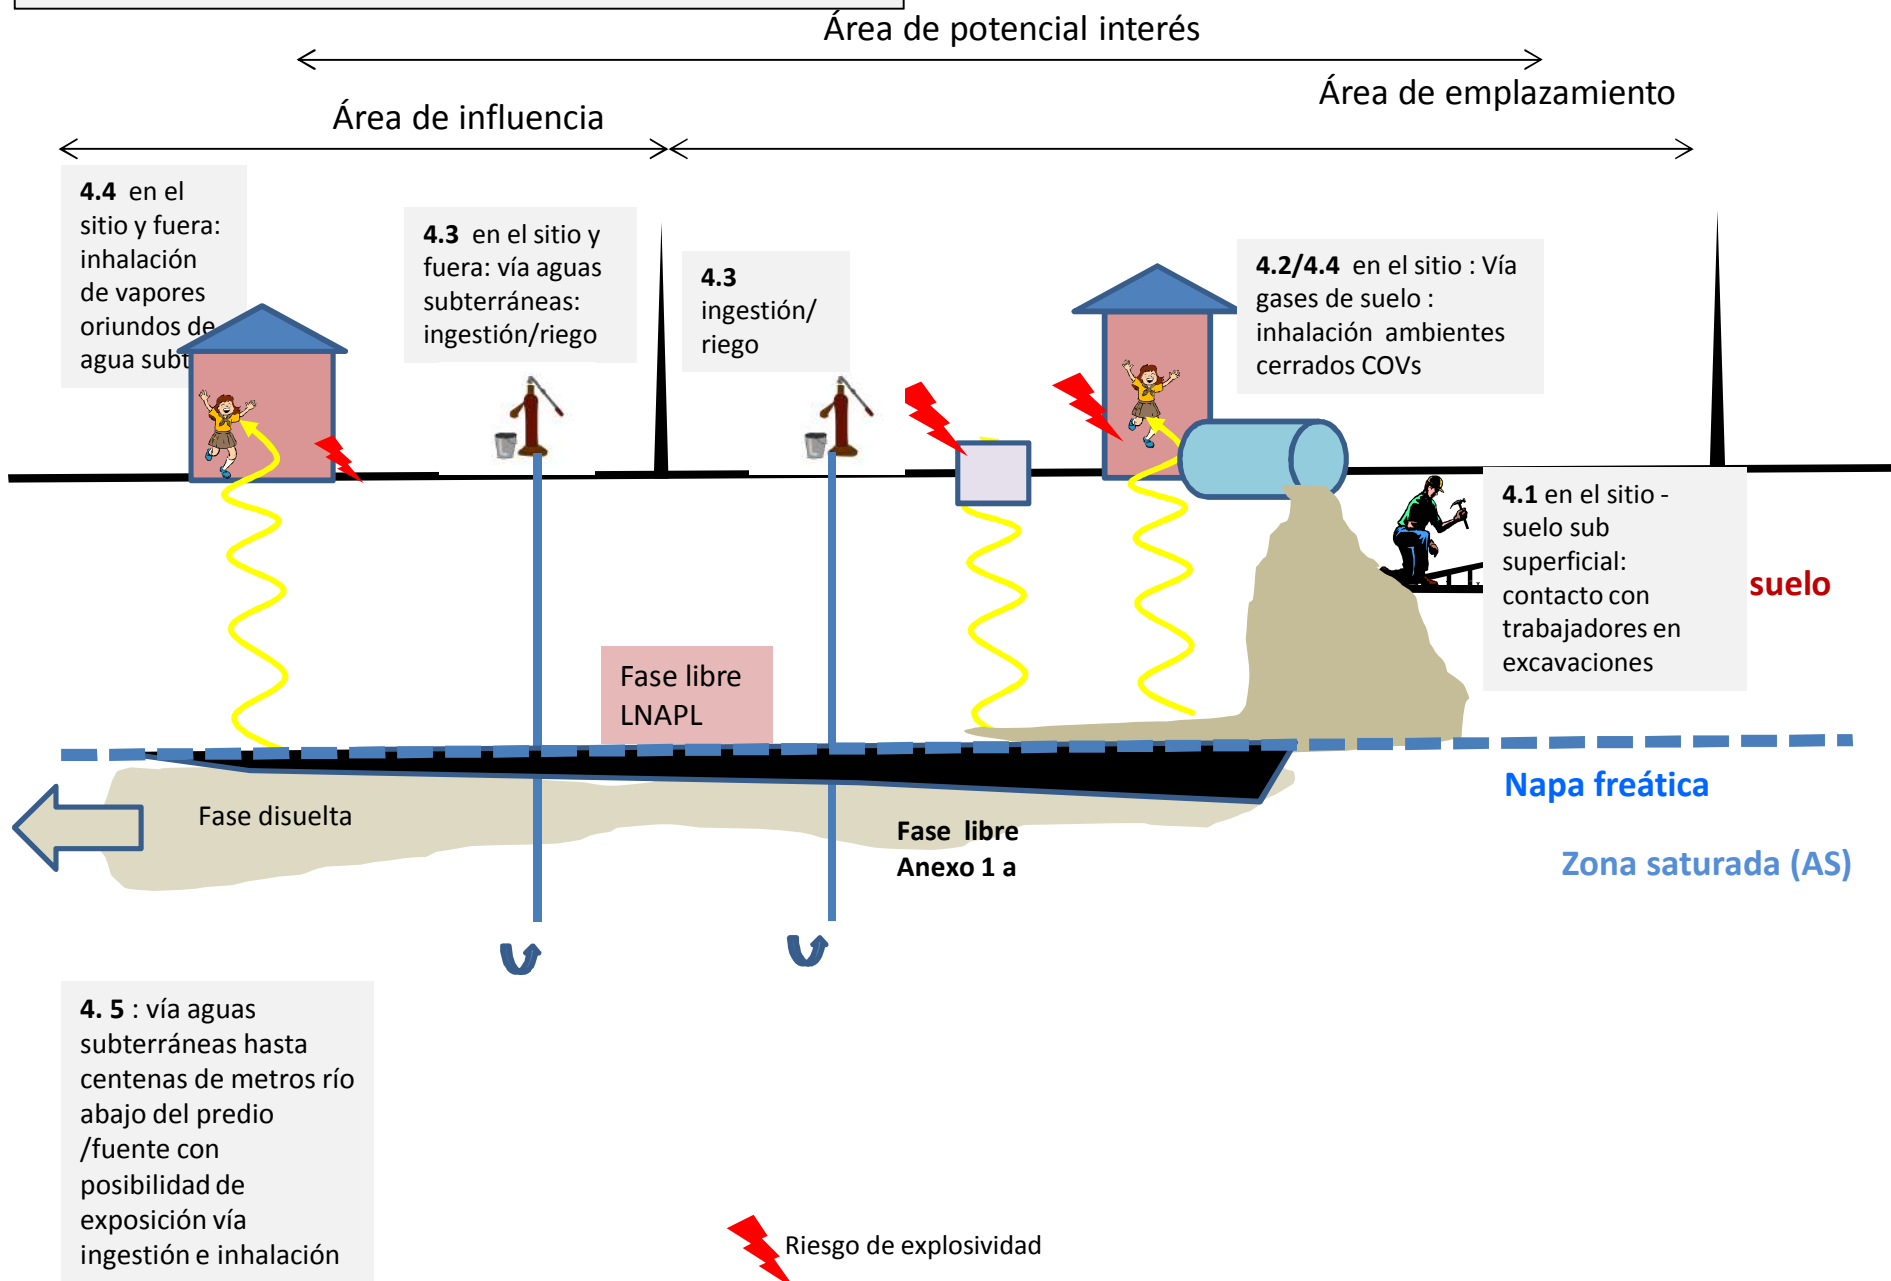 Área de potencial interés
Área de emplazamiento
Área de influencia
4.4 en el
sitio y fuera:
inhalación
de vapores
oriundos de
agua subt
4.3 en el sitio y
fuera: vía aguas
subterráneas:
ingestión/riego
4.3
ingestión/
riego
4.2/4.4 en el sitio : Vía
gases de suelo :
inhalación ambientes
cerrados COVs
4.1 en el sitio -
suelo sub
superficial:
contacto con
trabajadores en
excavaciones
suelo
Fase libre
LNAPL
Napa freática
Fase disuelta
Fase libre
Anexo 1 a
Zona saturada (AS)
4. 5 : vía aguas
subterráneas hasta
centenas de metros río
abajo del predio
/fuente con
posibilidad de
exposición vía
ingestión e inhalación
Riesgo de explosividad